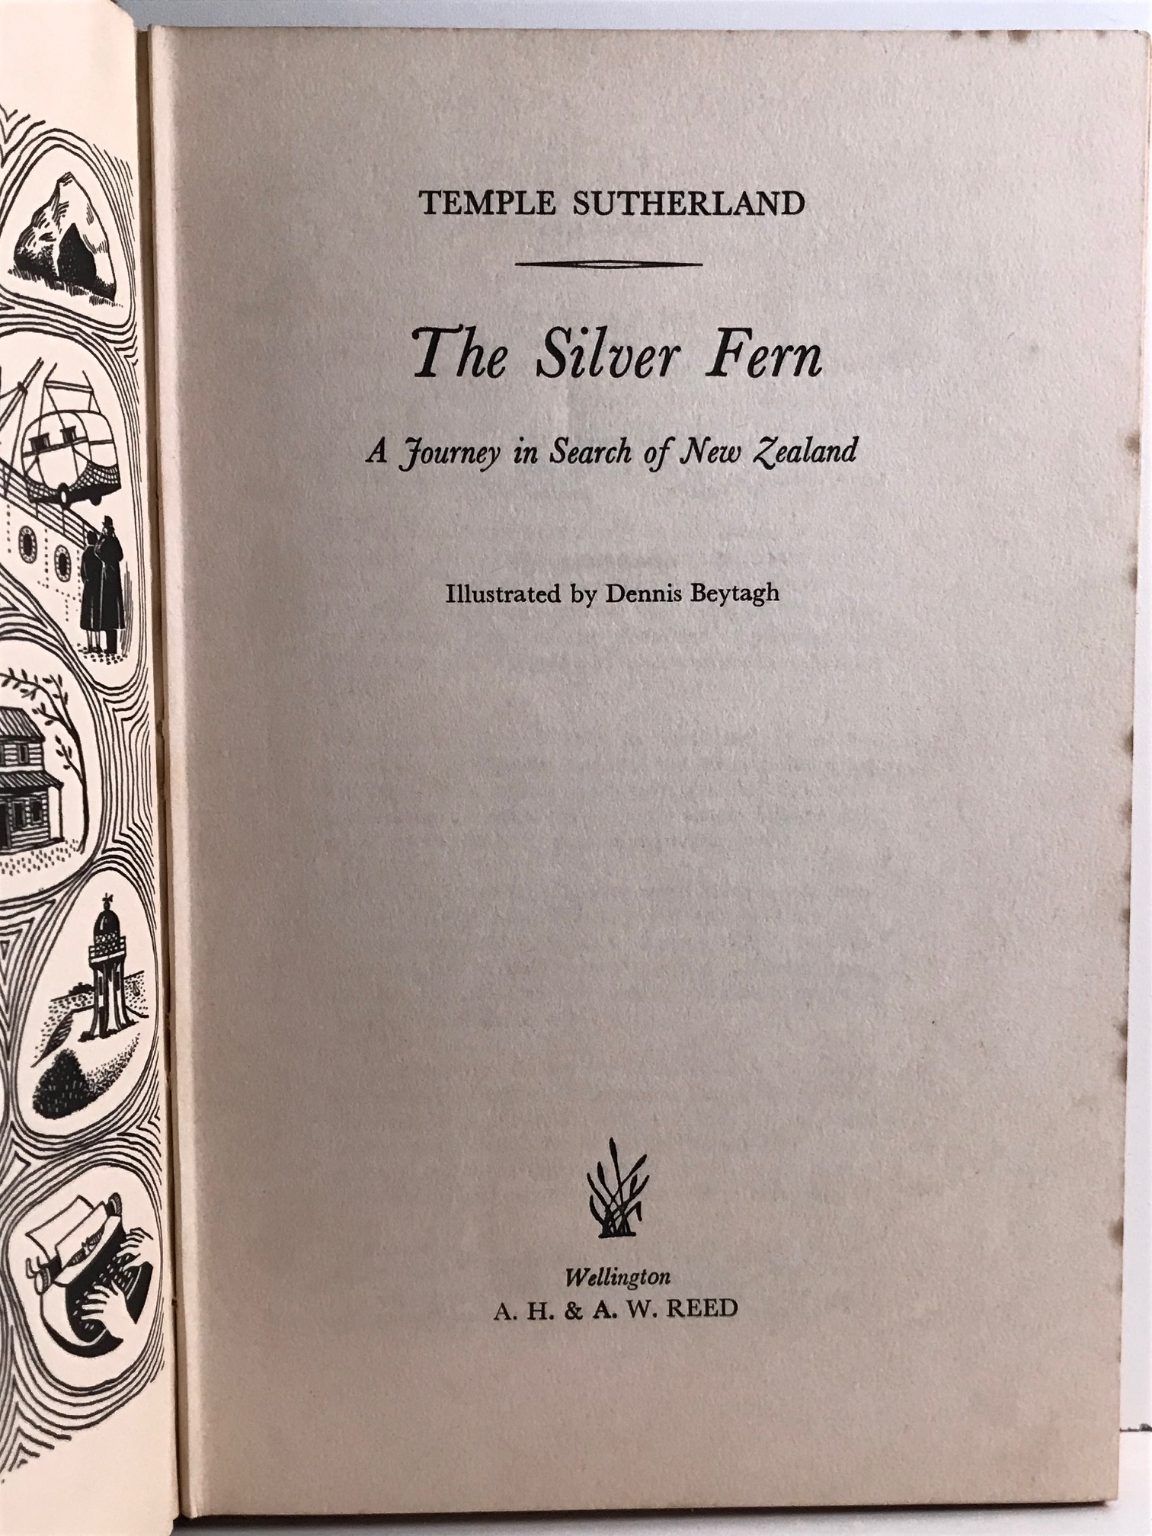 TEMPLE SUTHERLAND
The Silver Fern
A Journey in Search of New Zealand
Illustrated by Dennis Beytagh
Wellington
A. H. & A. W. REED